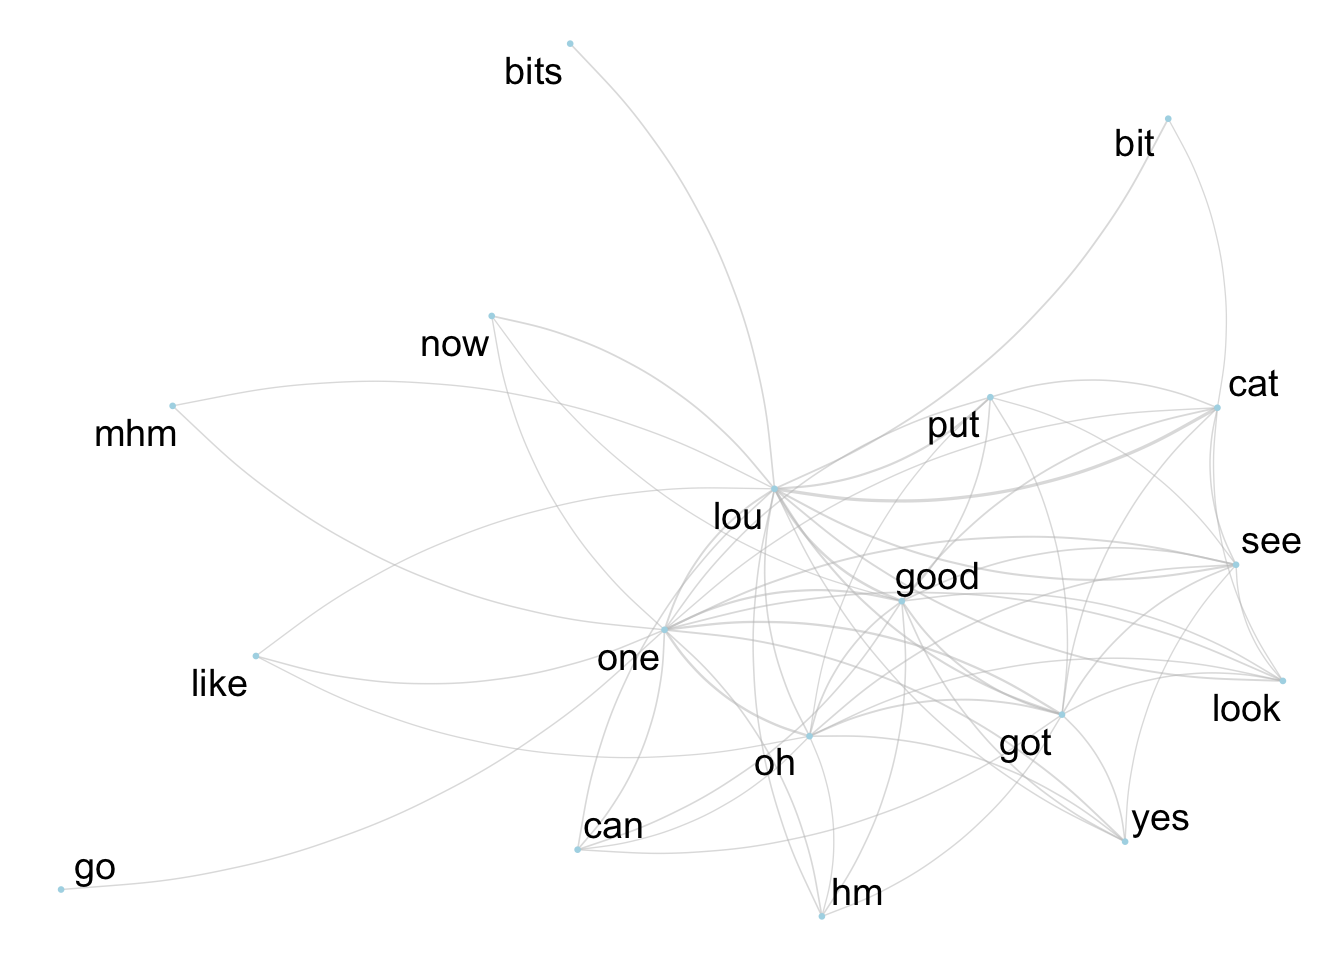 bits
bit
now
cat
put
mhm
lou
see
good
one
like
look
got
oh
yes
can
go
hm